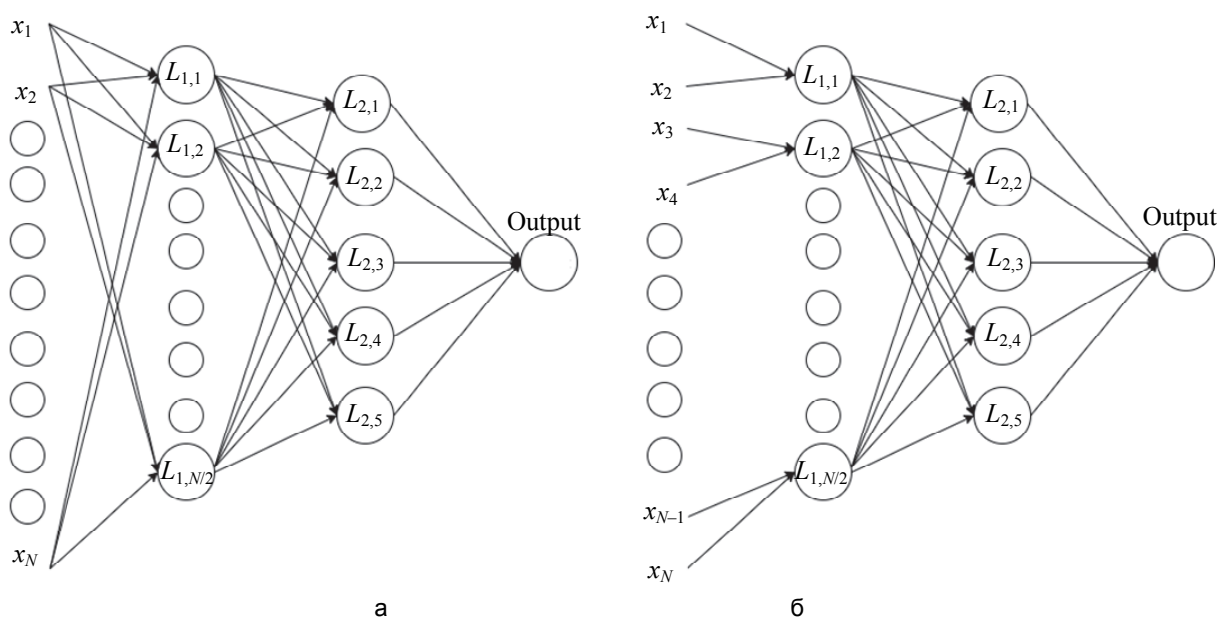 x1
x2
xN
L1,1
L1,2
L1,N/2
L2,1
L2,2
L2,3
L2,4
L2,5
Output
а
x1
x2
x3
x4
xN–1
xN
L1,1
L1,2
L1,N/2
L2,1
L2,2
L2,3
L2,4
L2,5
Output
б